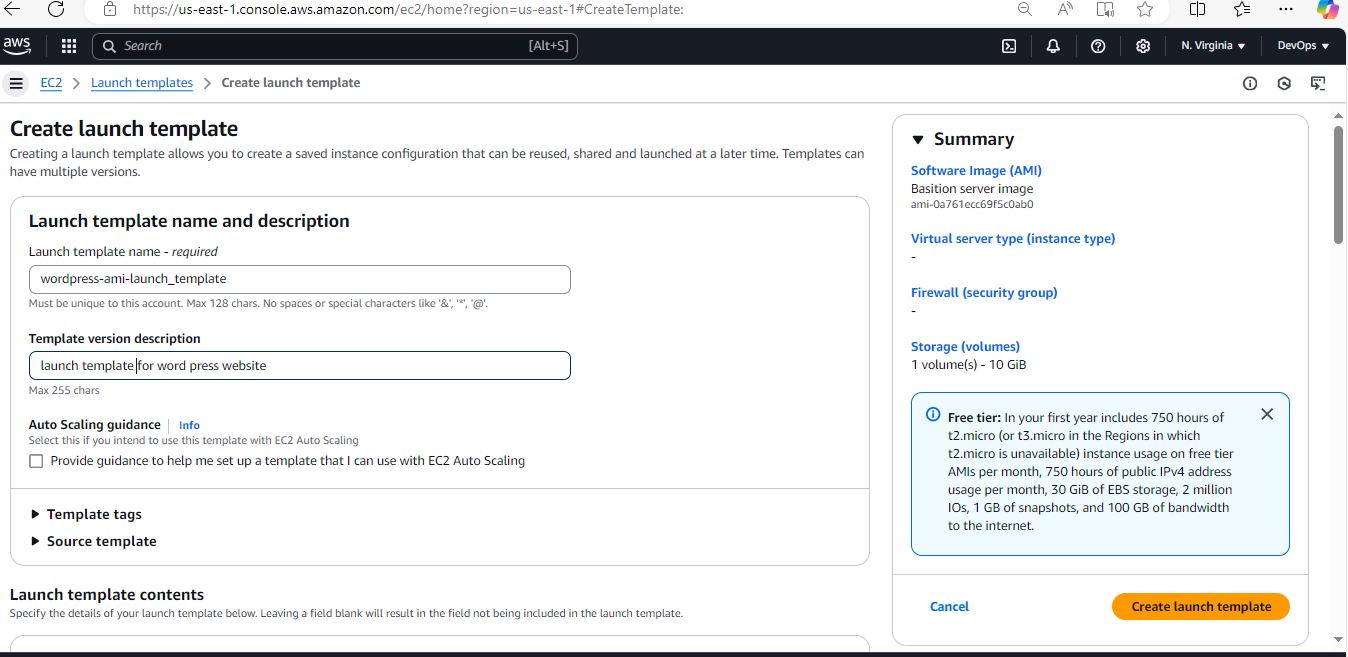 https://us-east-1.console.aws.amazon.com/ec2/home?region=us-east-1#CreateTemplate:
aws
Search
[Alt+S]
N. Virginia
DevOps
EC2 > Launch templates > Create launch template
Create launch template
Creating a launch template allows you to create a saved instance configuration that can be reused, shared and launched at a later time. Templates can
have multiple versions.
Launch template name and description
Launch template name - required
wordpress-ami-launch_template
Must be unique to this account. Max 128 chars. No spaces or special characters like '&', '*', '@'.
Template version description
launch template for word press website
Max 255 chars
Auto Scaling guidance | Info
Select this if you intend to use this template with EC2 Auto Scaling
Provide guidance to help me set up a template that I can use with EC2 Auto Scaling
Template tags
Source template
Launch template contents
Specify the details of your launch template below. Leaving a field blank will result in the field not being included in the launch template.
Summary
Software Image (AMI)
Basition server image
ami-0a761ecc69f5c0ab0
Virtual server type (instance type)
-
Firewall (security group)
-
Storage (volumes)
1 volume(s) - 10 GiB
Free tier: In your first year includes 750 hours of
t2.micro (or t3.micro in the Regions in which
t2.micro is unavailable) instance usage on free tier
AMIs per month, 750 hours of public IPv4 address
usage per month, 30 GiB of EBS storage, 2 million
IOs, 1 GB of snapshots, and 100 GB of bandwidth
to the internet.
Cancel
Create launch template